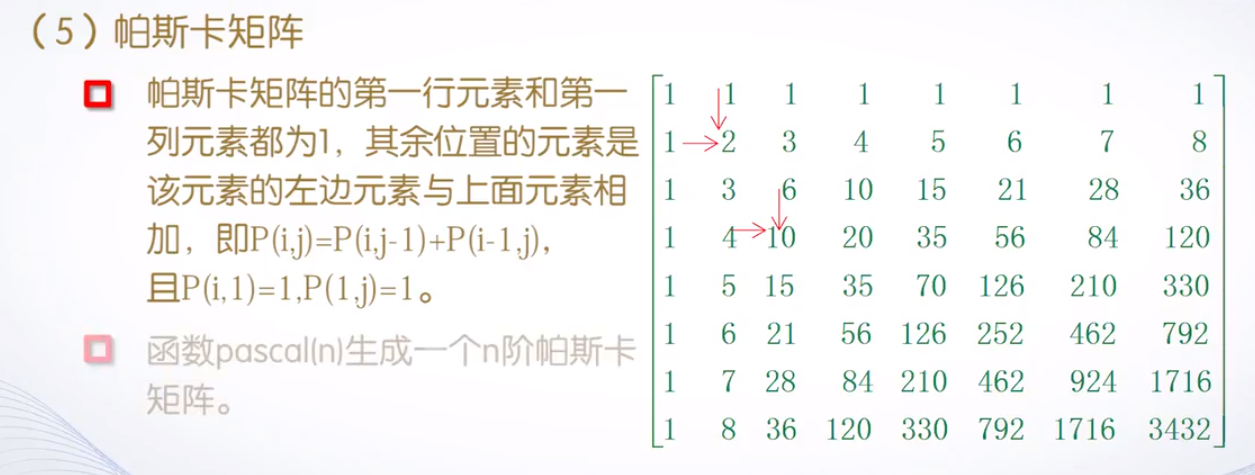 （5）帕斯卡矩阵
帕斯卡矩阵的第一行元素和第一
列元素都为1，其余位置的元素是
该元素的左边元素与上面元素相
加，即P(i,j)=P(i,j-1)+P(i-1,j)，
且P(i,1)=1,P(1,j)=1。
函数pascal(n)生成一个n阶帕斯卡
矩阵。
1 1 1 1 1 1 1 1
1 2 3 4 5 6 7 8
1 3 6 10 15 21 28 36
1 4 10 20 35 56 84 120
1 5 15 35 70 126 210 330
1 6 21 56 126 252 462 792
1 7 28 84 210 462 924 1716
1 8 36 120 330 792 1716 3432